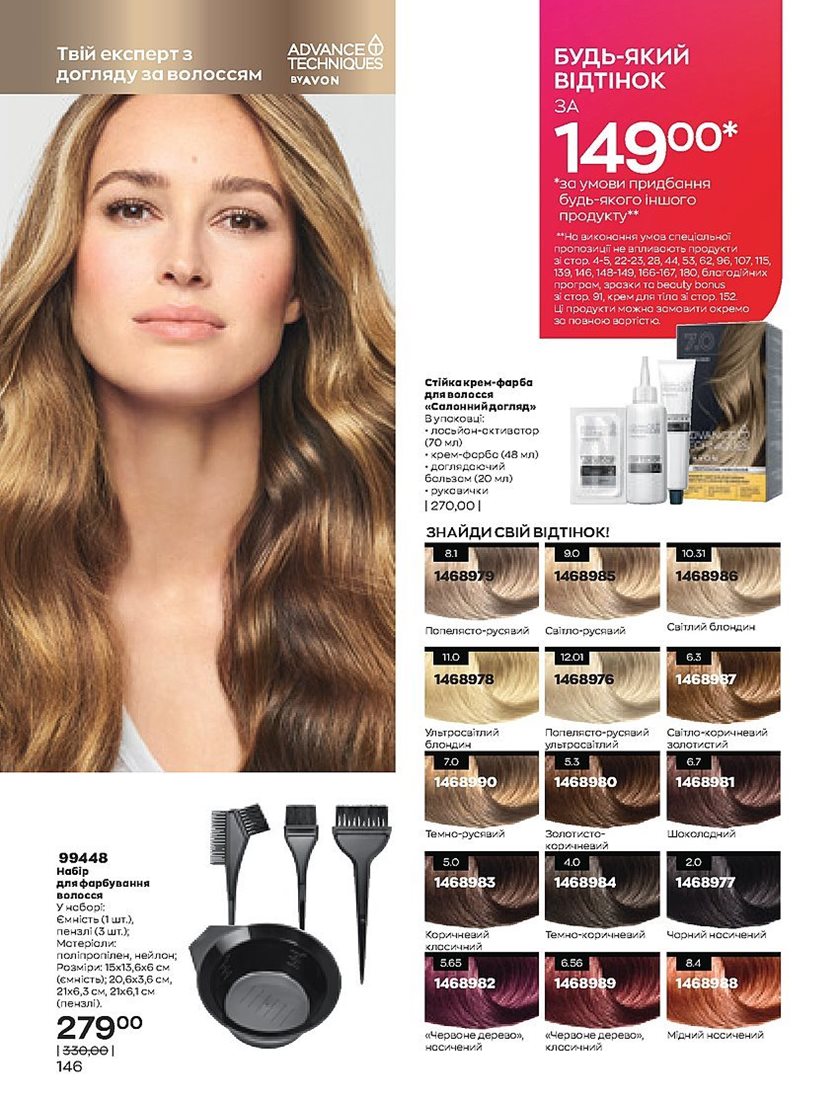 Твій експерт з
догляду за волоссям
ADVANCE
TECHNIQUES
BY AVON
БУДЬ-ЯКИЙ
ВІДТІНОК
ЗА
14900*
*за умови придбання
будь-якого іншого
продукту**
**На виконання умов спеціальної
пропозиції не впливають продукти
зі стор. 4-5, 22-23, 28, 44, 53, 62, 96, 107, 115,
139, 146, 148-149, 166-167, 180, благодійних
програм, зразки та beauty bonus
зі стор. 91, крем для тіла зі стор. 152.
Ці продукти можна замовити окремо
за повною вартістю.
Стійка крем-фарба
для волосся
«Салонний догляд»
В упаковці:
• лосьйон-активатор
(70 мл)
• крем-фарба (48 мл)
• доглядаючий
бальзам (20 мл)
• рукавички
| 270,00 |
7.0
ADVANCE
TECHNIQUES
ЗНАЙДИ СВІЙ ВІДТІНОК!
8.1 9.0 10.31
1468979 1468985 1468986
Попелясто-русявий Світло-русявий Світлий блондин
11.0 12.01 6.3
1468978 1468976 1468987
Ультросвітлий Попелясто-русявий Світло-коричневий
блондин ультросвітлий золотистий
7.0 5.3 6.7
1468990 1468980 1468981
Темно-русявий Золотисто- Шоколадний
коричневий
5.0 4.0 2.0
1468983 1468984 1468977
Коричневий Темно-коричневий Чорний насичений
класичний
5.65 6.56 8.4
1468982 1468989 1468988
«Червоне дерево», «Червоне дерево», Мідний насичений
насичений класичний
99448
Набір
для фарбування
волосся
У наборі:
Ємність (1 шт.),
пензлі (3 шт.);
Матеріали:
поліпропілен, нейлон;
Розміри: 15х13,6х6 см
(ємність); 20,6х3,6 см,
21х6,3 см, 21х6,1 см
(пензлі).
27900
| 330,00 |
146